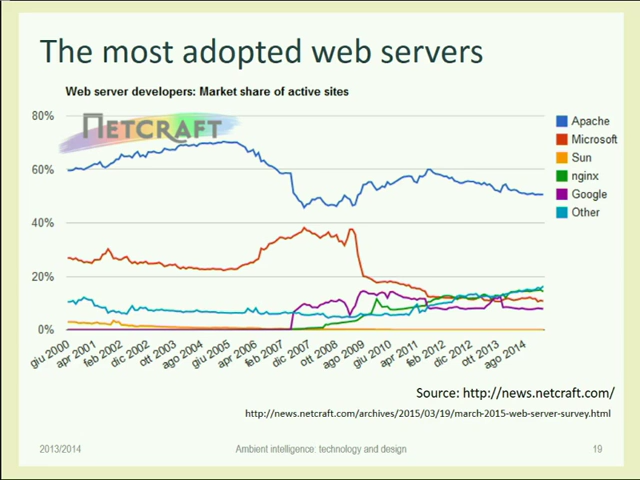 The most adopted web servers
Web server developers: Market share of active sites
NETCRAFT
80%
60%
40%
20%
0%
Apache
Microsoft
Sun
nginx
Google
Other
giu 2000
apr 2001
feb 2002
dic 2002
ott 2003
ago 2004
giu 2005
apr 2006
feb 2007
dic 2007
ott 2008
ago 2009
giu 2010
apr 2011
feb 2012
dic 2012
ott 2013
ago 2014
Source: http://news.netcraft.com/
http://news.netcraft.com/archives/2015/03/19/march-2015-web-server-survey.html
2013/2014
Ambient intelligence: technology and design
19